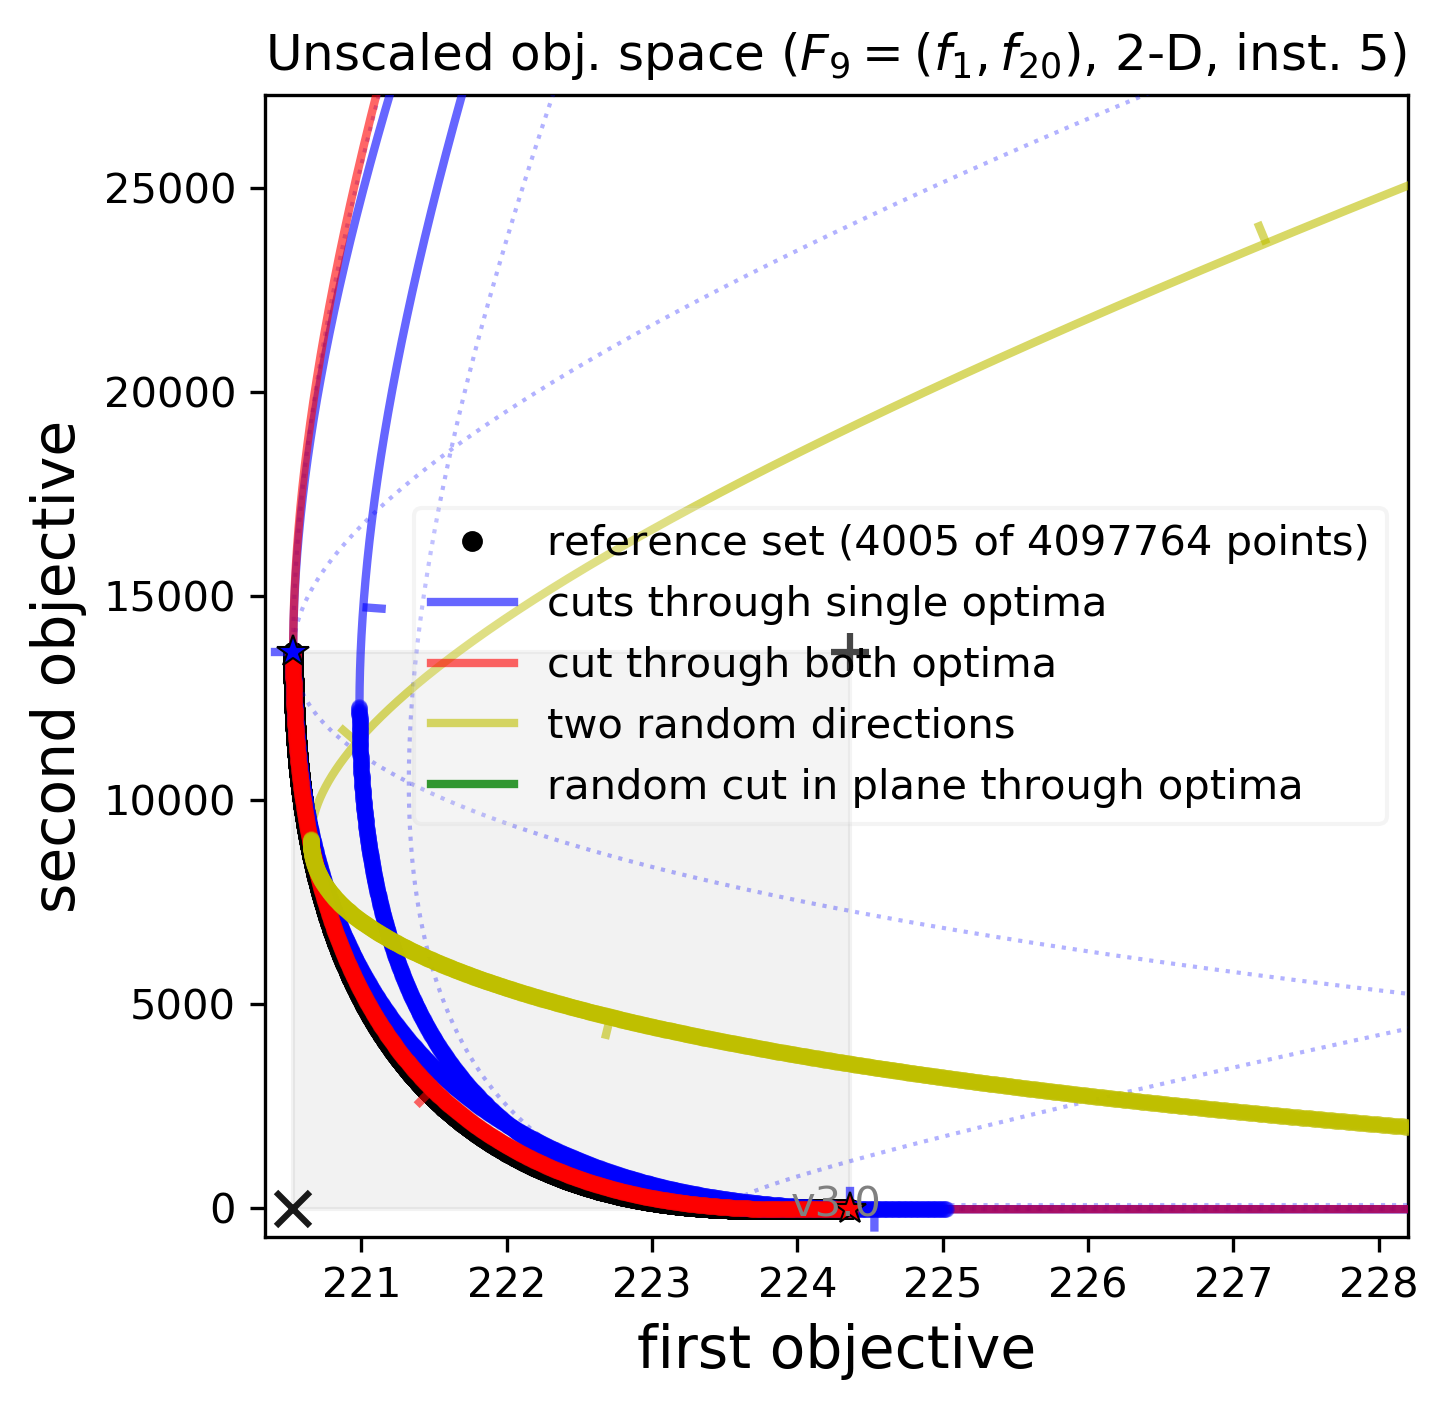 Unscaled obj. space (F₉ = (f₁, f₂₀), 2-D, inst. 5)
second objective
25000
20000
15000
10000
5000
0
reference set (4005 of 4097764 points)
cuts through single optima
cut through both optima
two random directions
random cut in plane through optima
v3.0
221 222 223 224 225 226 227 228
first objective